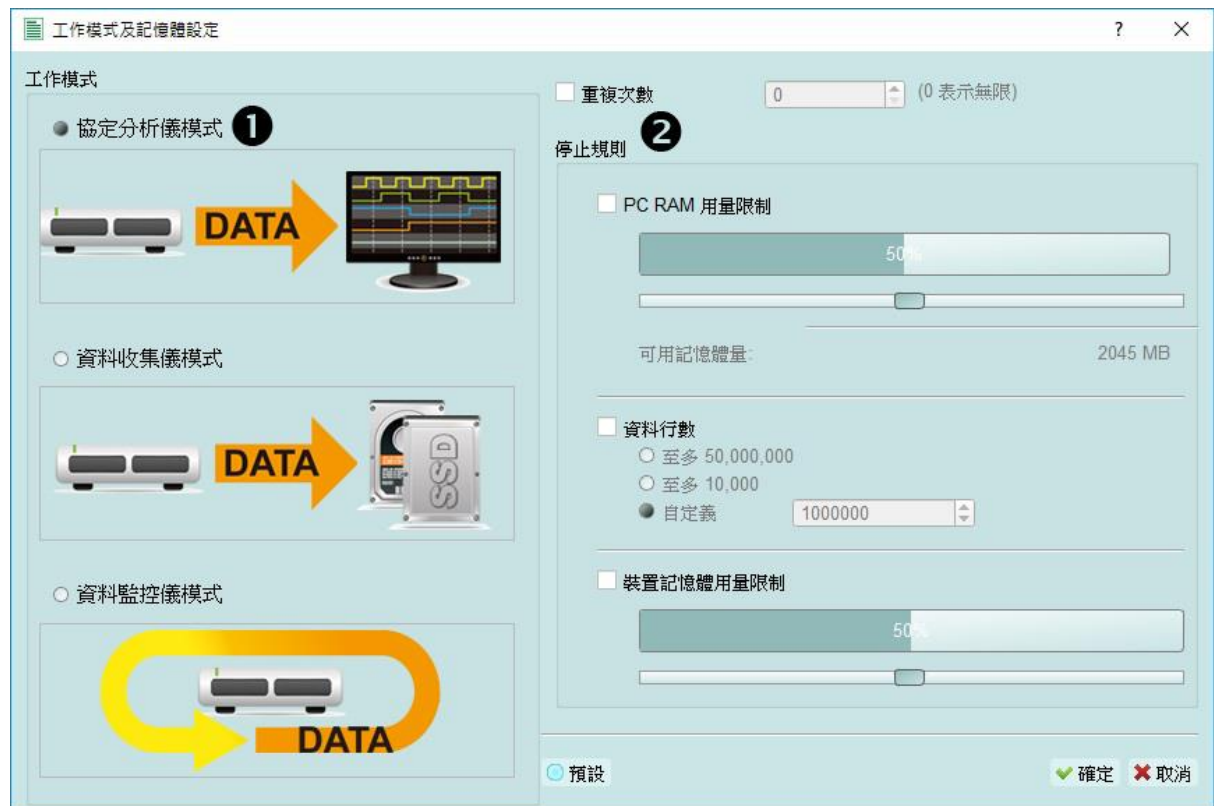 工作模式及記憶體設定
?
工作模式
❶
協定分析儀模式
DATA
資料收集儀模式
DATA
SSD
資料監控儀模式
DATA
重複次數 0 (0 表示無限)
❷
停止規則
PC RAM 用量限制
50%
可用記憶體量: 2045 MB
資料行數
至多 50,000,000
至多 10,000
自定義 1000000
裝置記憶體用量限制
50%
預設
確定 取消